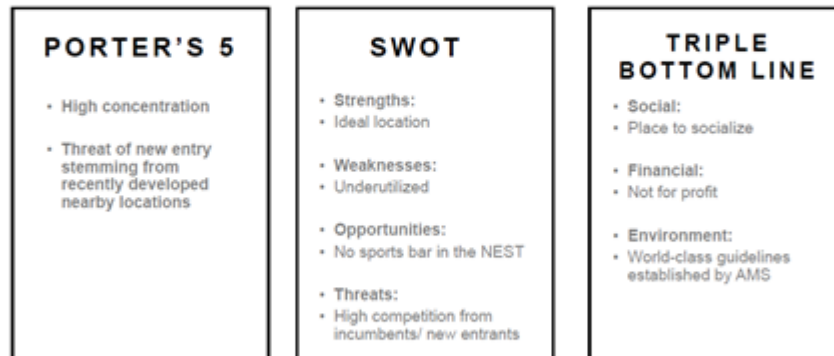 PORTER'S 5
• High concentration
• Threat of new entry
stemming from
recently developed
nearby locations
SWOT
• Strengths:
• Ideal location
• Weaknesses:
• Underutilized
• Opportunities:
• No sports bar in the NEST
• Threats:
• High competition from
incumbents/ new entrants
TRIPLE
BOTTOM LINE
• Social:
• Place to socialize
• Financial:
• Not for profit
• Environment:
• World-class guidelines
established by AMS